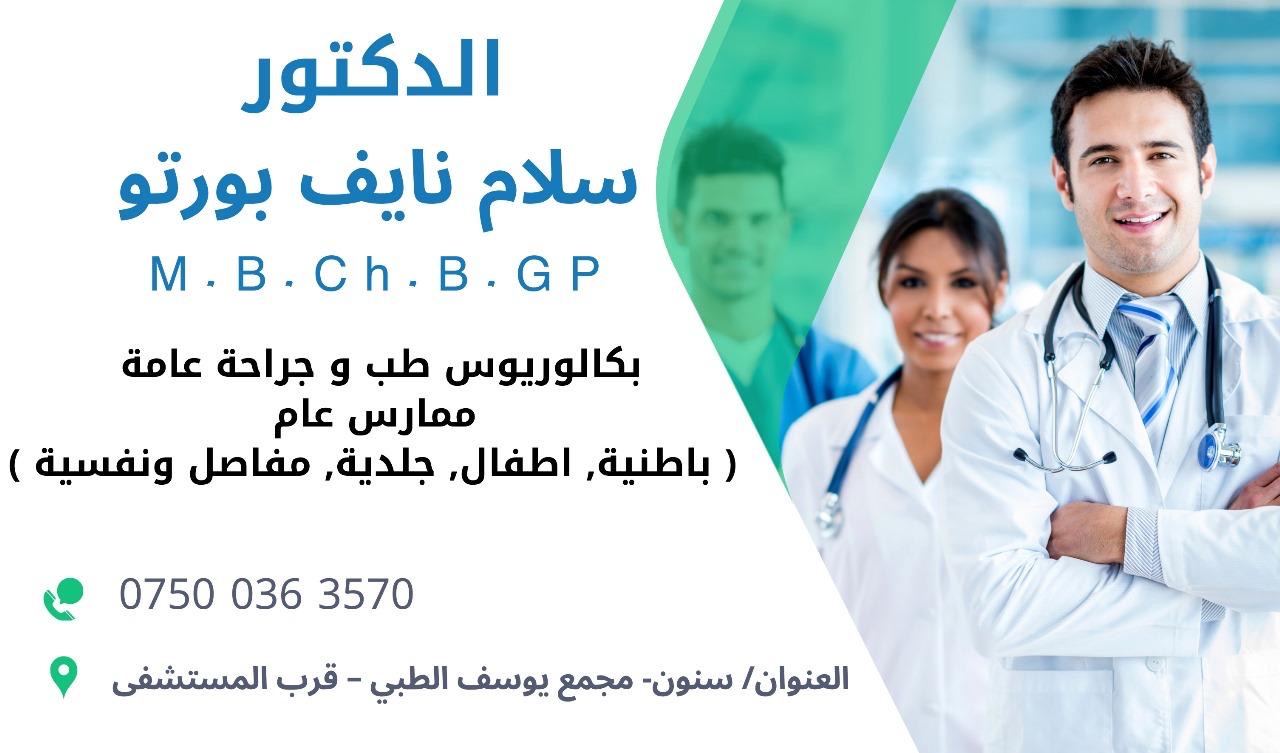 الدكتور
سلام نايف بورتو
M.B.Ch.B.GP
بكالوريوس طب و جراحة عامة
ممارس عام
( باطنية, اطفال, جلدية, مفاصل ونفسية )
0750 036 3570
العنوان/ سنون- مجمع يوسف الطبي – قرب المستشفى